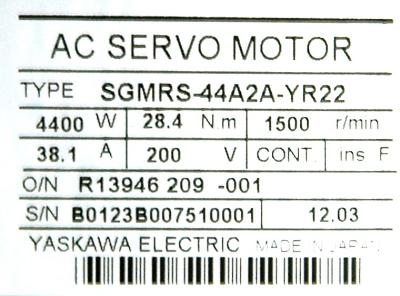 AC SERVO MOTOR
TYPE SGMRS-44A2A-YR22
4400 W 28.4 N.m 1500 r/min
38.1 A 200 V CONT. ins F
O/N R13946 209 -001
S/N B0123B007510001 12.03
YASKAWA ELECTRIC MADE IN JAPAN